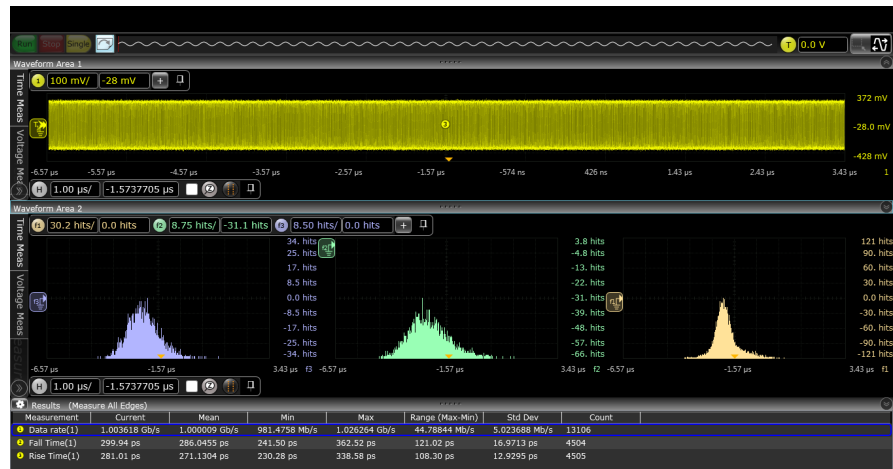 Run Stop Single T 0.0 V
Waveform Area 1
Time Meas
Voltage Mea
1 100 mV/ -28 mV +
372 mV
-28.0 mV
-428 mV
-6.57 µs -5.57 µs -4.57 µs -3.57 µs -2.57 µs -1.57 µs -574 ns 426 ns 1.43 µs 2.43 µs 3.43 µs 1
H 1.00 µs/ -1.5737705 µs
Waveform Area 2
Time Meas
Voltage Meas
f1 30.2 hits/ 0.0 hits f2 8.75 hits/ -31.1 hits f3 8.50 hits/ 0.0 hits +
34. hits 3.8 hits 121 hits
25. hits -4.8 hits 90. hits
17. hits -13. hits 60. hits
8.5 hits -22. hits 30. hits
0.0 hits -31. hits 0.0 hits
-8.5 hits -39. hits -30. hits
-17. hits -48. hits -60. hits
-25. hits -57. hits -90. hits
-34. hits -66. hits -121 hits
-6.57 µs -1.57 µs 3.43 µs f3 -6.57 µs -1.57 µs 3.43 µs f2 -6.57 µs -1.57 µs 3.43 µs f1
H 1.00 µs/ -1.5737705 µs
Results (Measure All Edges)
Measurement Current Mean Min Max Range (Max-Min) Std Dev Count
Data rate(1) 1.003618 Gb/s 1.000009 Gb/s 981.4758 Mb/s 1.026264 Gb/s 44.78844 Mb/s 5.023688 Mb/s 13106
Fall Time(1) 299.94 ps 286.0455 ps 241.50 ps 362.52 ps 121.02 ps 16.9713 ps 4504
Rise Time(1) 281.01 ps 271.1304 ps 230.28 ps 338.58 ps 108.30 ps 12.9295 ps 4505